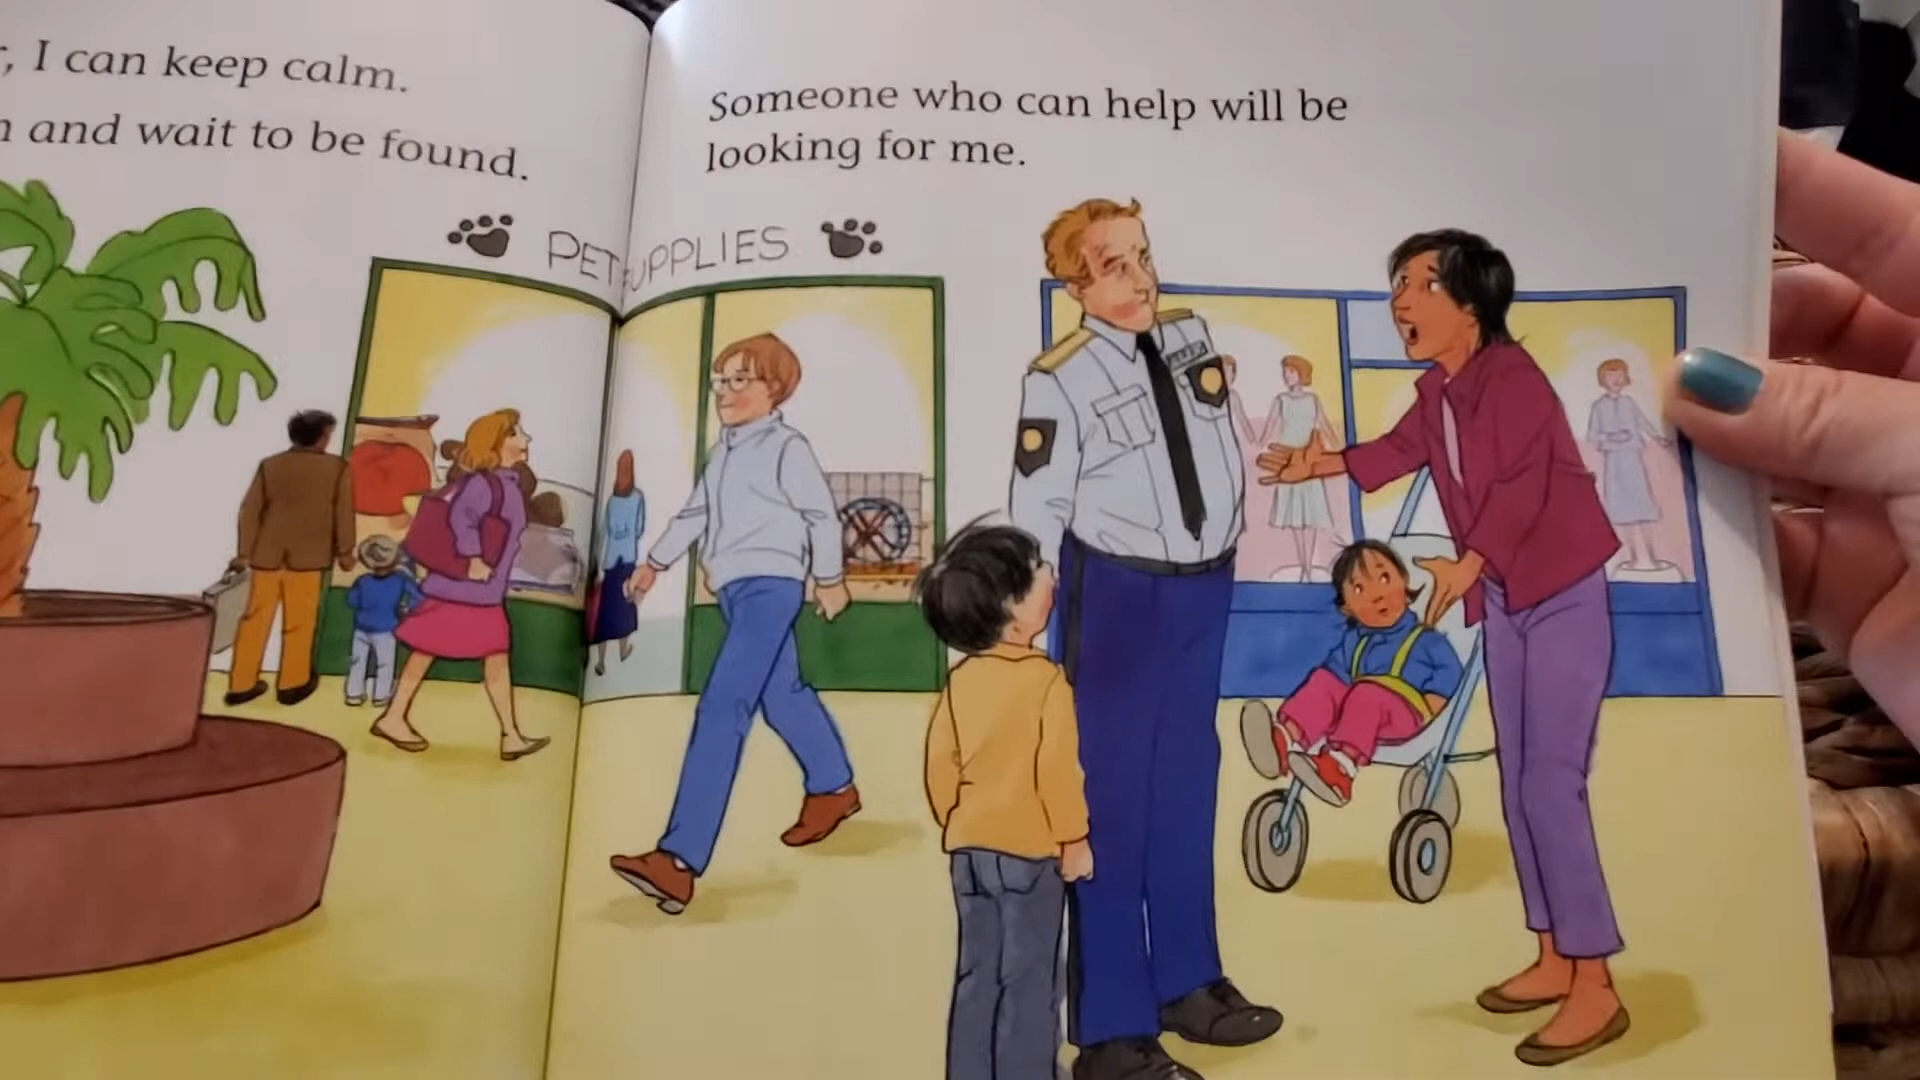 , I can keep calm.
and wait to be found.
Someone who can help will be
looking for me.
PET SUPPLIES